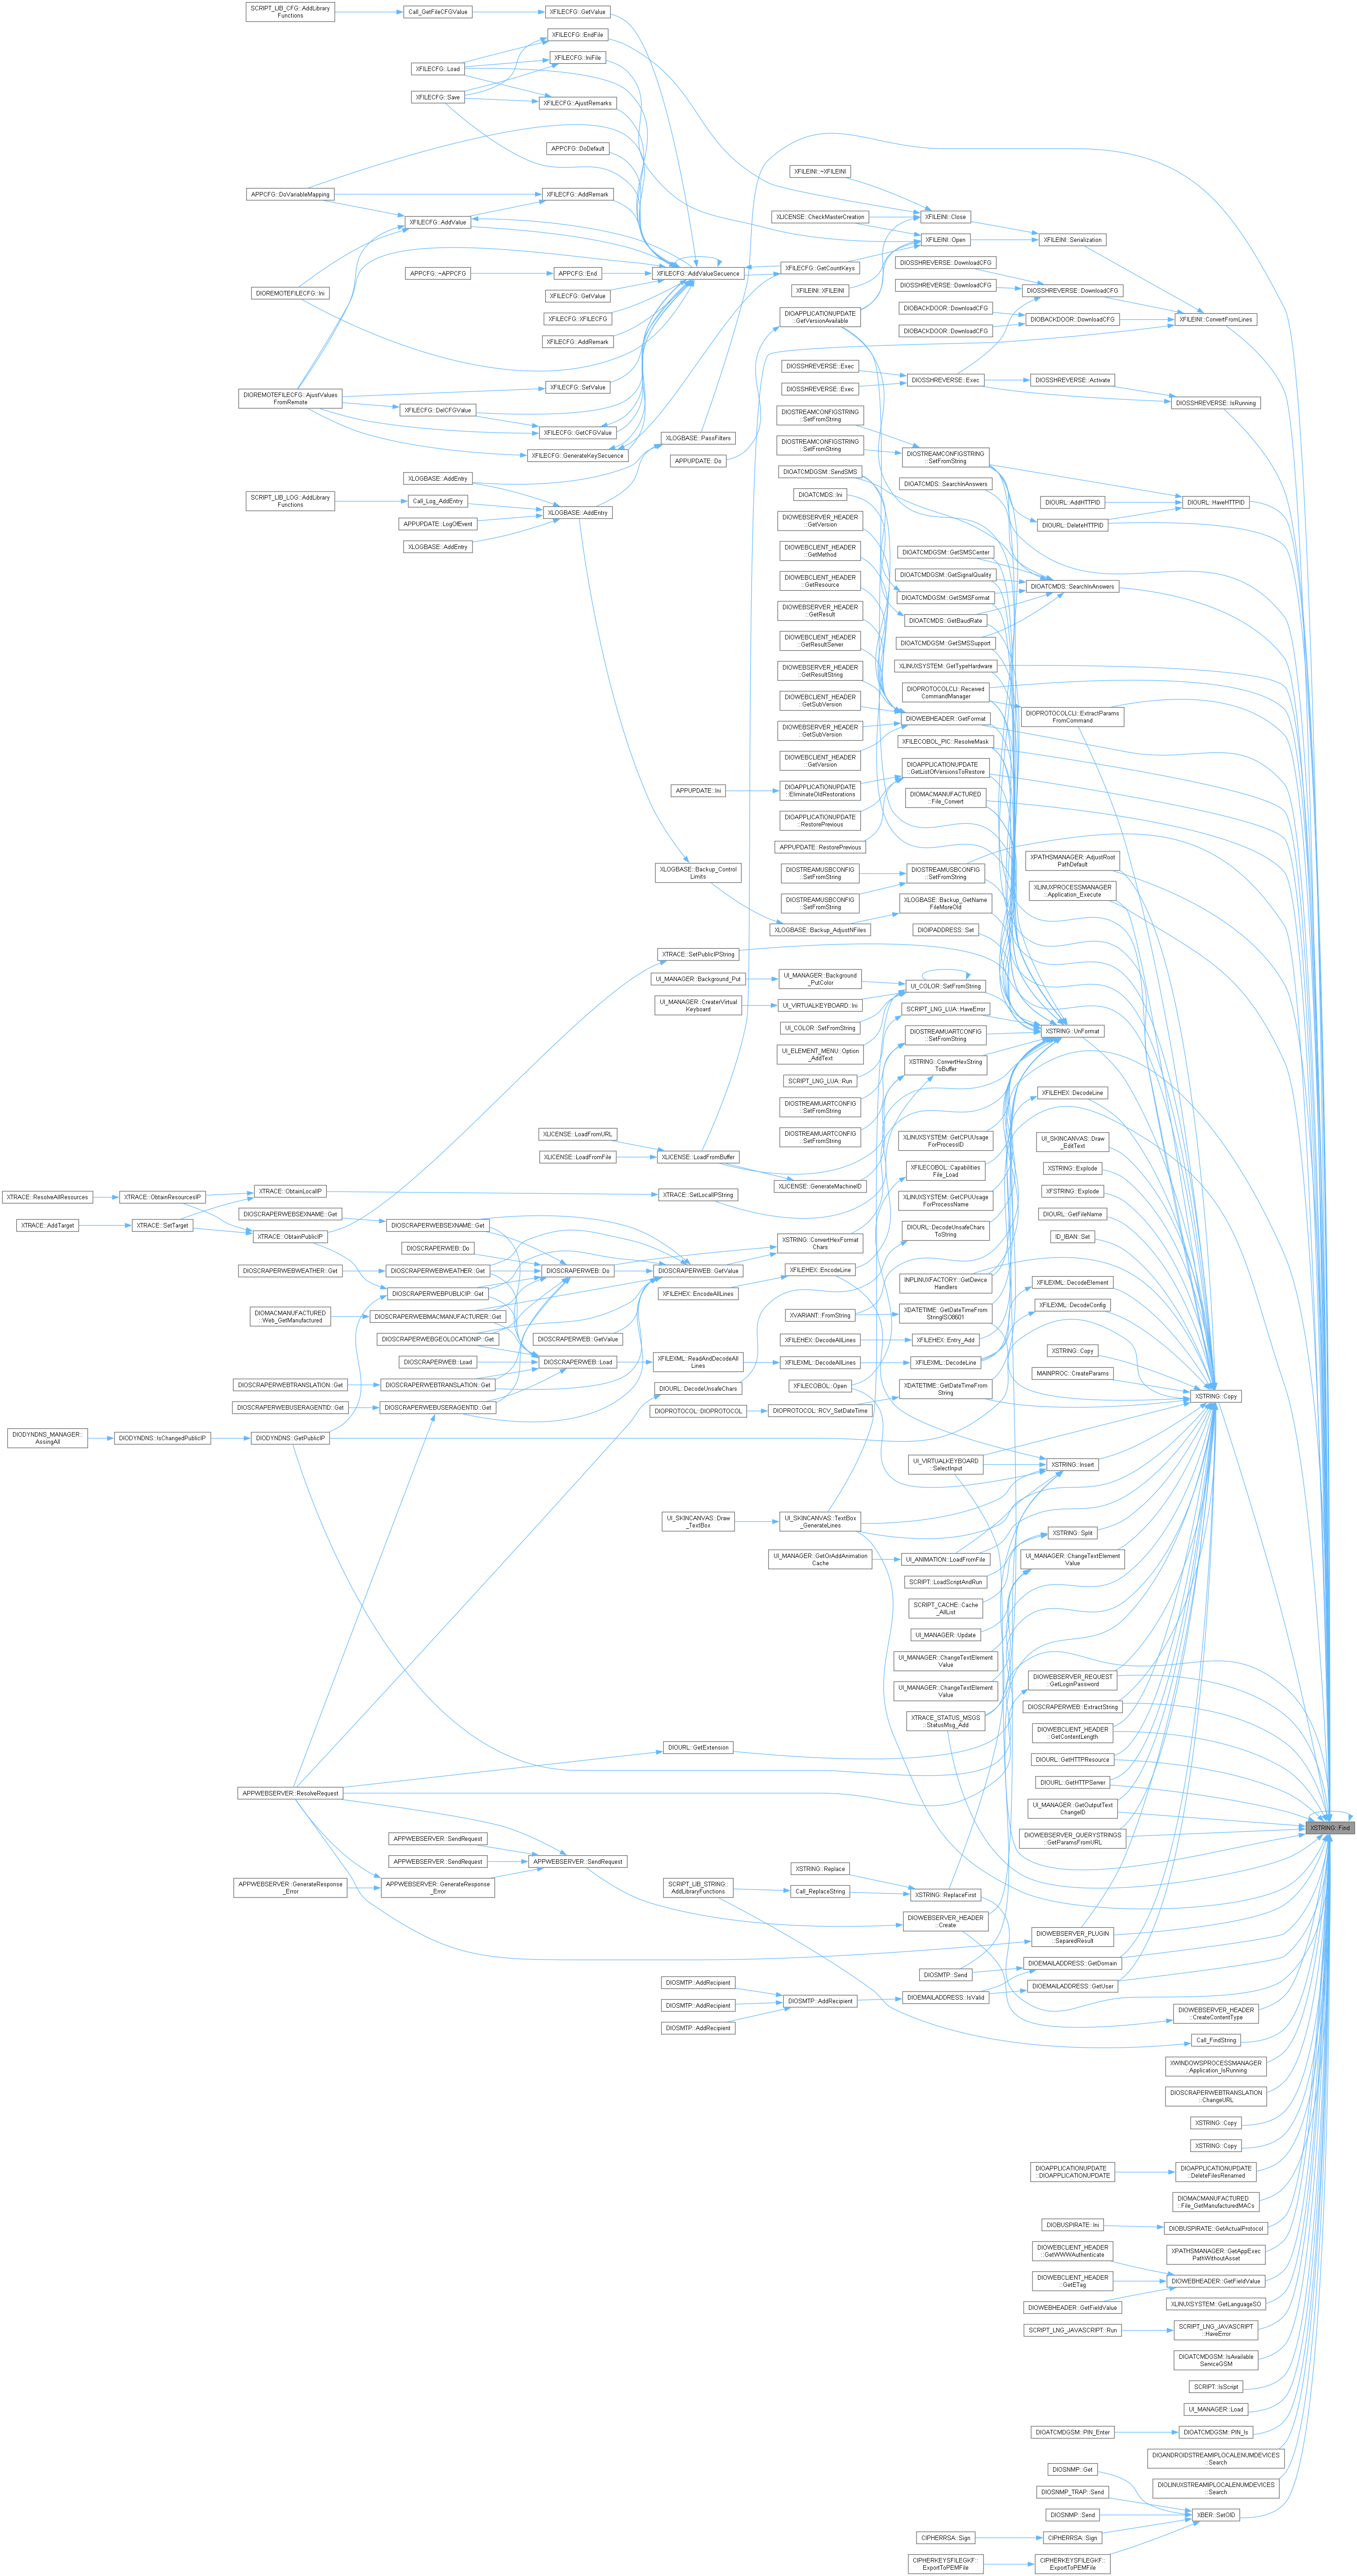 SCRIPT_LIB_CFG::AddLibrary
Functions
Call_GetFileCFGValue
XFILECFG::GetValue
XFILECFG::EndFile
XFILECFG::IniFile
XFILECFG::Load
XFILECFG::Save
XFILECFG::AjustRemarks
APPCFG::DoDefault
APPCFG::DoVariableMapping
XFILECFG::AddRemark
XFILECFG::AddValue
XFILEINI::~XFILEINI
XLICENSE::CheckMasterCreation
XFILEINI::Close
XFILEINI::Open
XFILEINI::Serialization
APPCFG::~APPCFG
APPCFG::End
XFILECFG::AddValueSecuence
XFILECFG::GetCountKeys
DIOSSHREVERSE::DownloadCFG
DIOSSHREVERSE::DownloadCFG
DIOSSHREVERSE::DownloadCFG
DIOREMOTEFILECFG::Ini
XFILECFG::GetValue
XFILEINI::XFILEINI
XFILECFG::XFILECFG
DIOAPPLICATIONUPDATE
::GetVersionAvailable
DIOBACKDOOR::DownloadCFG
DIOBACKDOOR::DownloadCFG
DIOBACKDOOR::DownloadCFG
XFILEINI::ConvertFromLines
XFILECFG::AddRemark
DIOSSHREVERSE::Exec
DIOSSHREVERSE::Exec
DIOSSHREVERSE::Exec
DIOSSHREVERSE::Activate
DIOSSHREVERSE::IsRunning
DIOREMOTEFILECFG::AjustValues
FromRemote
XFILECFG::SetValue
XFILECFG::DelCFGValue
XFILECFG::GetCFGValue
XFILECFG::GenerateKeySecuence
XLOGBASE::PassFilters
APPUPDATE::Do
DIOSTREAMCONFIGSTRING
::SetFromString
DIOSTREAMCONFIGSTRING
::SetFromString
DIOSTREAMCONFIGSTRING
::SetFromString
DIOATCMDGSM::SendSMS
DIOATCMDS::SearchInAnswers
DIOATCMDS::Ini
DIOURL::AddHTTPID
DIOURL::HaveHTTPID
DIOURL::DeleteHTTPID
XLOGBASE::AddEntry
SCRIPT_LIB_LOG::AddLibrary
Functions
Call_Log_AddEntry
XLOGBASE::AddEntry
APPUPDATE::LogOfEvent
XLOGBASE::AddEntry
DIOWEBSERVER_HEADER
::GetVersion
DIOWEBCLIENT_HEADER
::GetMethod
DIOWEBCLIENT_HEADER
::GetResource
DIOWEBSERVER_HEADER
::GetResult
DIOWEBCLIENT_HEADER
::GetResultServer
DIOWEBSERVER_HEADER
::GetResultString
DIOWEBCLIENT_HEADER
::GetSubVersion
DIOWEBSERVER_HEADER
::GetSubVersion
DIOWEBCLIENT_HEADER
::GetVersion
DIOATCMDGSM::GetSMSCenter
DIOATCMDGSM::GetSignalQuality
DIOATCMDGSM::GetSMSFormat
DIOATCMDS::GetBaudRate
DIOATCMDGSM::GetSMSSupport
DIOATCMDS::SearchInAnswers
XLINUXSYSTEM::GetTypeHardware
DIOPROTOCOLCLI::Received
CommandManager
DIOWEBHEADER::GetFormat
DIOPROTOCOLCLI::ExtractParams
FromCommand
XFILECOBOL_PIC::ResolveMask
DIOAPPLICATIONUPDATE
::GetListOfVersionsToRestore
APPUPDATE::Ini
DIOAPPLICATIONUPDATE
::EliminateOldRestorations
DIOAPPLICATIONUPDATE
::RestorePrevious
APPUPDATE::RestorePrevious
DIOMACMANUFACTURED
::File_Convert
XPATHSMANAGER::AdjustRoot
PathDefault
XLINUXPROCESSMANAGER
::Application_Execute
XLOGBASE::Backup_Control
Limits
DIOSTREAMUSBCONFIG
::SetFromString
DIOSTREAMUSBCONFIG
::SetFromString
DIOSTREAMUSBCONFIG
::SetFromString
XLOGBASE::Backup_GetName
FileMoreOld
XLOGBASE::Backup_AdjustNFiles
DIOIPADDRESS::Set
XTRACE::SetPublicIPString
UI_MANAGER::Background_Put
UI_MANAGER::Background
_PutColor
UI_COLOR::SetFromString
UI_MANAGER::CreaterVirtual
Keyboard
UI_VIRTUALKEYBOARD::Ini
UI_COLOR::SetFromString
UI_ELEMENT_MENU::Option
_AddText
SCRIPT_LNG_LUA::HaveError
SCRIPT_LNG_LUA::Run
DIOSTREAMUARTCONFIG
::SetFromString
DIOSTREAMUARTCONFIG
::SetFromString
DIOSTREAMUARTCONFIG
::SetFromString
XSTRING::UnFormat
XSTRING::ConvertHexString
ToBuffer
XFILEHEX::DecodeLine
XLICENSE::LoadFromURL
XLICENSE::LoadFromFile
XLICENSE::LoadFromBuffer
XLICENSE::GenerateMachineID
XLINUXSYSTEM::GetCPUUsage
ForProcessID
XFILECOBOL::Capabilities
File_Load
XLINUXSYSTEM::GetCPUUsage
ForProcessName
UI_SKINCANVAS::Draw
_EditText
XSTRING::Explode
XFSTRING::Explode
DIOURL::GetFileName
ID_IBAN::Set
XTRACE::ResolveAllResources
XTRACE::ObtainResourcesIP
XTRACE::ObtainLocalIP
XTRACE::SetLocalIPString
XTRACE::AddTarget
XTRACE::SetTarget
XTRACE::ObtainPublicIP
DIOSCRAPERWEBSEXNAME::Get
DIOSCRAPERWEBSEXNAME::Get
DIOURL::DecodeUnsafeChars
ToString
XSTRING::ConvertHexFormat
Chars
DIOSCRAPERWEB::Do
DIOSCRAPERWEBWEATHER::Get
DIOSCRAPERWEBWEATHER::Get
DIOSCRAPERWEB::Do
DIOSCRAPERWEB::GetValue
XFILEHEX::EncodeLine
XFILEHEX::EncodeAllLines
INPLINUXFACTORY::GetDevice
Handlers
XFILEXML::DecodeElement
XFILEXML::DecodeConfig
DIOSCRAPERWEBPUBLICIP::Get
DIOMACMANUFACTURED
::Web_GetManufactured
DIOSCRAPERWEBMACMANUFACTURER::Get
XVARIANT::FromString
XDATETIME::GetDateTimeFrom
StringISO8601
DIOSCRAPERWEBGEOLOCATIONIP::Get
DIOSCRAPERWEB::GetValue
XFILEHEX::DecodeAllLines
XFILEHEX::Entry_Add
DIOSCRAPERWEB::Load
DIOSCRAPERWEB::Load
XFILEXML::ReadAndDecodeAll
Lines
XFILEXML::DecodeAllLines
XFILEXML::DecodeLine
XSTRING::Copy
MAINPROC::CreateParams
DIOSCRAPERWEBTRANSLATION::Get
DIOSCRAPERWEBTRANSLATION::Get
DIOURL::DecodeUnsafeChars
XFILECOBOL::Open
XDATETIME::GetDateTimeFrom
String
XSTRING::Copy
DIOSCRAPERWEBUSERAGENTID::Get
DIOSCRAPERWEBUSERAGENTID::Get
DIOPROTOCOL::DIOPROTOCOL
DIOPROTOCOL::RCV_SetDateTime
DIODYNDNS_MANAGER::
AssingAll
DIODYNDNS::IsChangedPublicIP
DIODYNDNS::GetPublicIP
UI_VIRTUALKEYBOARD
::SelectInput
XSTRING::Insert
UI_SKINCANVAS::Draw
_TextBox
UI_SKINCANVAS::TextBox
_GenerateLines
XSTRING::Split
UI_MANAGER::GetOrAddAnimation
Cache
UI_ANIMATION::LoadFromFile
UI_MANAGER::ChangeTextElement
Value
SCRIPT::LoadScriptAndRun
SCRIPT_CACHE::Cache
_AllList
UI_MANAGER::Update
UI_MANAGER::ChangeTextElement
Value
UI_MANAGER::ChangeTextElement
Value
DIOWEBSERVER_REQUEST
::GetLoginPassword
DIOSCRAPERWEB::ExtractString
XTRACE_STATUS_MSGS
::StatusMsg_Add
DIOWEBCLIENT_HEADER
::GetContentLength
DIOURL::GetExtension
DIOURL::GetHTTPResource
DIOURL::GetHTTPServer
APPWEBSERVER::ResolveRequest
UI_MANAGER::GetOutputText
ChangeID
XSTRING::Find
DIOWEBSERVER_QUERYSTRINGS
::GetParamsFromURL
APPWEBSERVER::SendRequest
APPWEBSERVER::SendRequest
APPWEBSERVER::SendRequest
APPWEBSERVER::GenerateResponse
_Error
APPWEBSERVER::GenerateResponse
_Error
SCRIPT_LIB_STRING::
AddLibraryFunctions
XSTRING::Replace
Call_ReplaceString
XSTRING::ReplaceFirst
DIOWEBSERVER_HEADER
::Create
DIOWEBSERVER_PLUGIN
::SeparedResult
DIOSMTP::Send
DIOEMAILADDRESS::GetDomain
DIOEMAILADDRESS::GetUser
DIOSMTP::AddRecipient
DIOSMTP::AddRecipient
DIOSMTP::AddRecipient
DIOSMTP::AddRecipient
DIOEMAILADDRESS::IsValid
DIOWEBSERVER_HEADER
::CreateContentType
Call_FindString
XWINDOWSPROCESSMANAGER
::Application_IsRunning
DIOSCRAPERWEBTRANSLATION
::ChangeURL
XSTRING::Copy
XSTRING::Copy
DIOAPPLICATIONUPDATE
::DIOAPPLICATIONUPDATE
DIOAPPLICATIONUPDATE
::DeleteFilesRenamed
DIOMACMANUFACTURED
::File_GetManufacturedMACs
DIOBUSPIRATE::Ini
DIOBUSPIRATE::GetActualProtocol
DIOWEBCLIENT_HEADER
::GetWWWAuthenticate
XPATHSMANAGER::GetAppExec
PathWithoutAsset
DIOWEBCLIENT_HEADER
::GetETag
DIOWEBHEADER::GetFieldValue
DIOWEBHEADER::GetFieldValue
XLINUXSYSTEM::GetLanguageSO
SCRIPT_LNG_JAVASCRIPT::Run
SCRIPT_LNG_JAVASCRIPT
::HaveError
DIOATCMDGSM::IsAvailable
ServiceGSM
SCRIPT::IsScript
UI_MANAGER::Load
DIOATCMDGSM::PIN_Enter
DIOATCMDGSM::PIN_Is
DIOANDROIDSTREAMIPLOCALENUMDEVICES
::Search
DIOLINUXSTREAMIPLOCALENUMDEVICES
::Search
DIOSNMP::Get
DIOSNMP_TRAP::Send
DIOSNMP::Send
XBER::SetOID
CIPHERRSA::Sign
CIPHERRSA::Sign
CIPHERKEYSFILEGKF::
ExportToPEMFile
CIPHERKEYSFILEGKF::
ExportToPEMFile